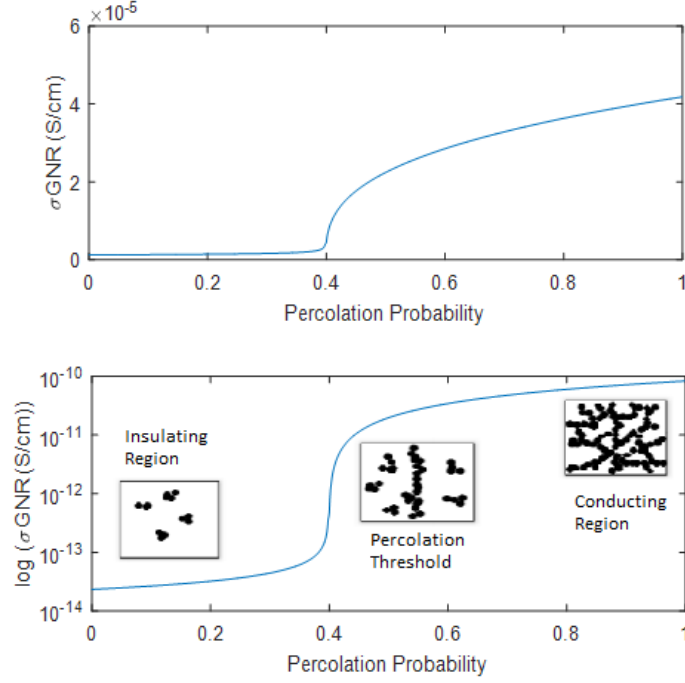 ×10-5
6
4
2
0
σ GNR (S/cm)
0 0.2 0.4 0.6 0.8 1
Percolation Probability
10-10
10-11
10-12
10-13
10-14
log (σ GNR (S/cm))
Insulating
Region
Percolation
Threshold
Conducting
Region
0 0.2 0.4 0.6 0.8 1
Percolation Probability